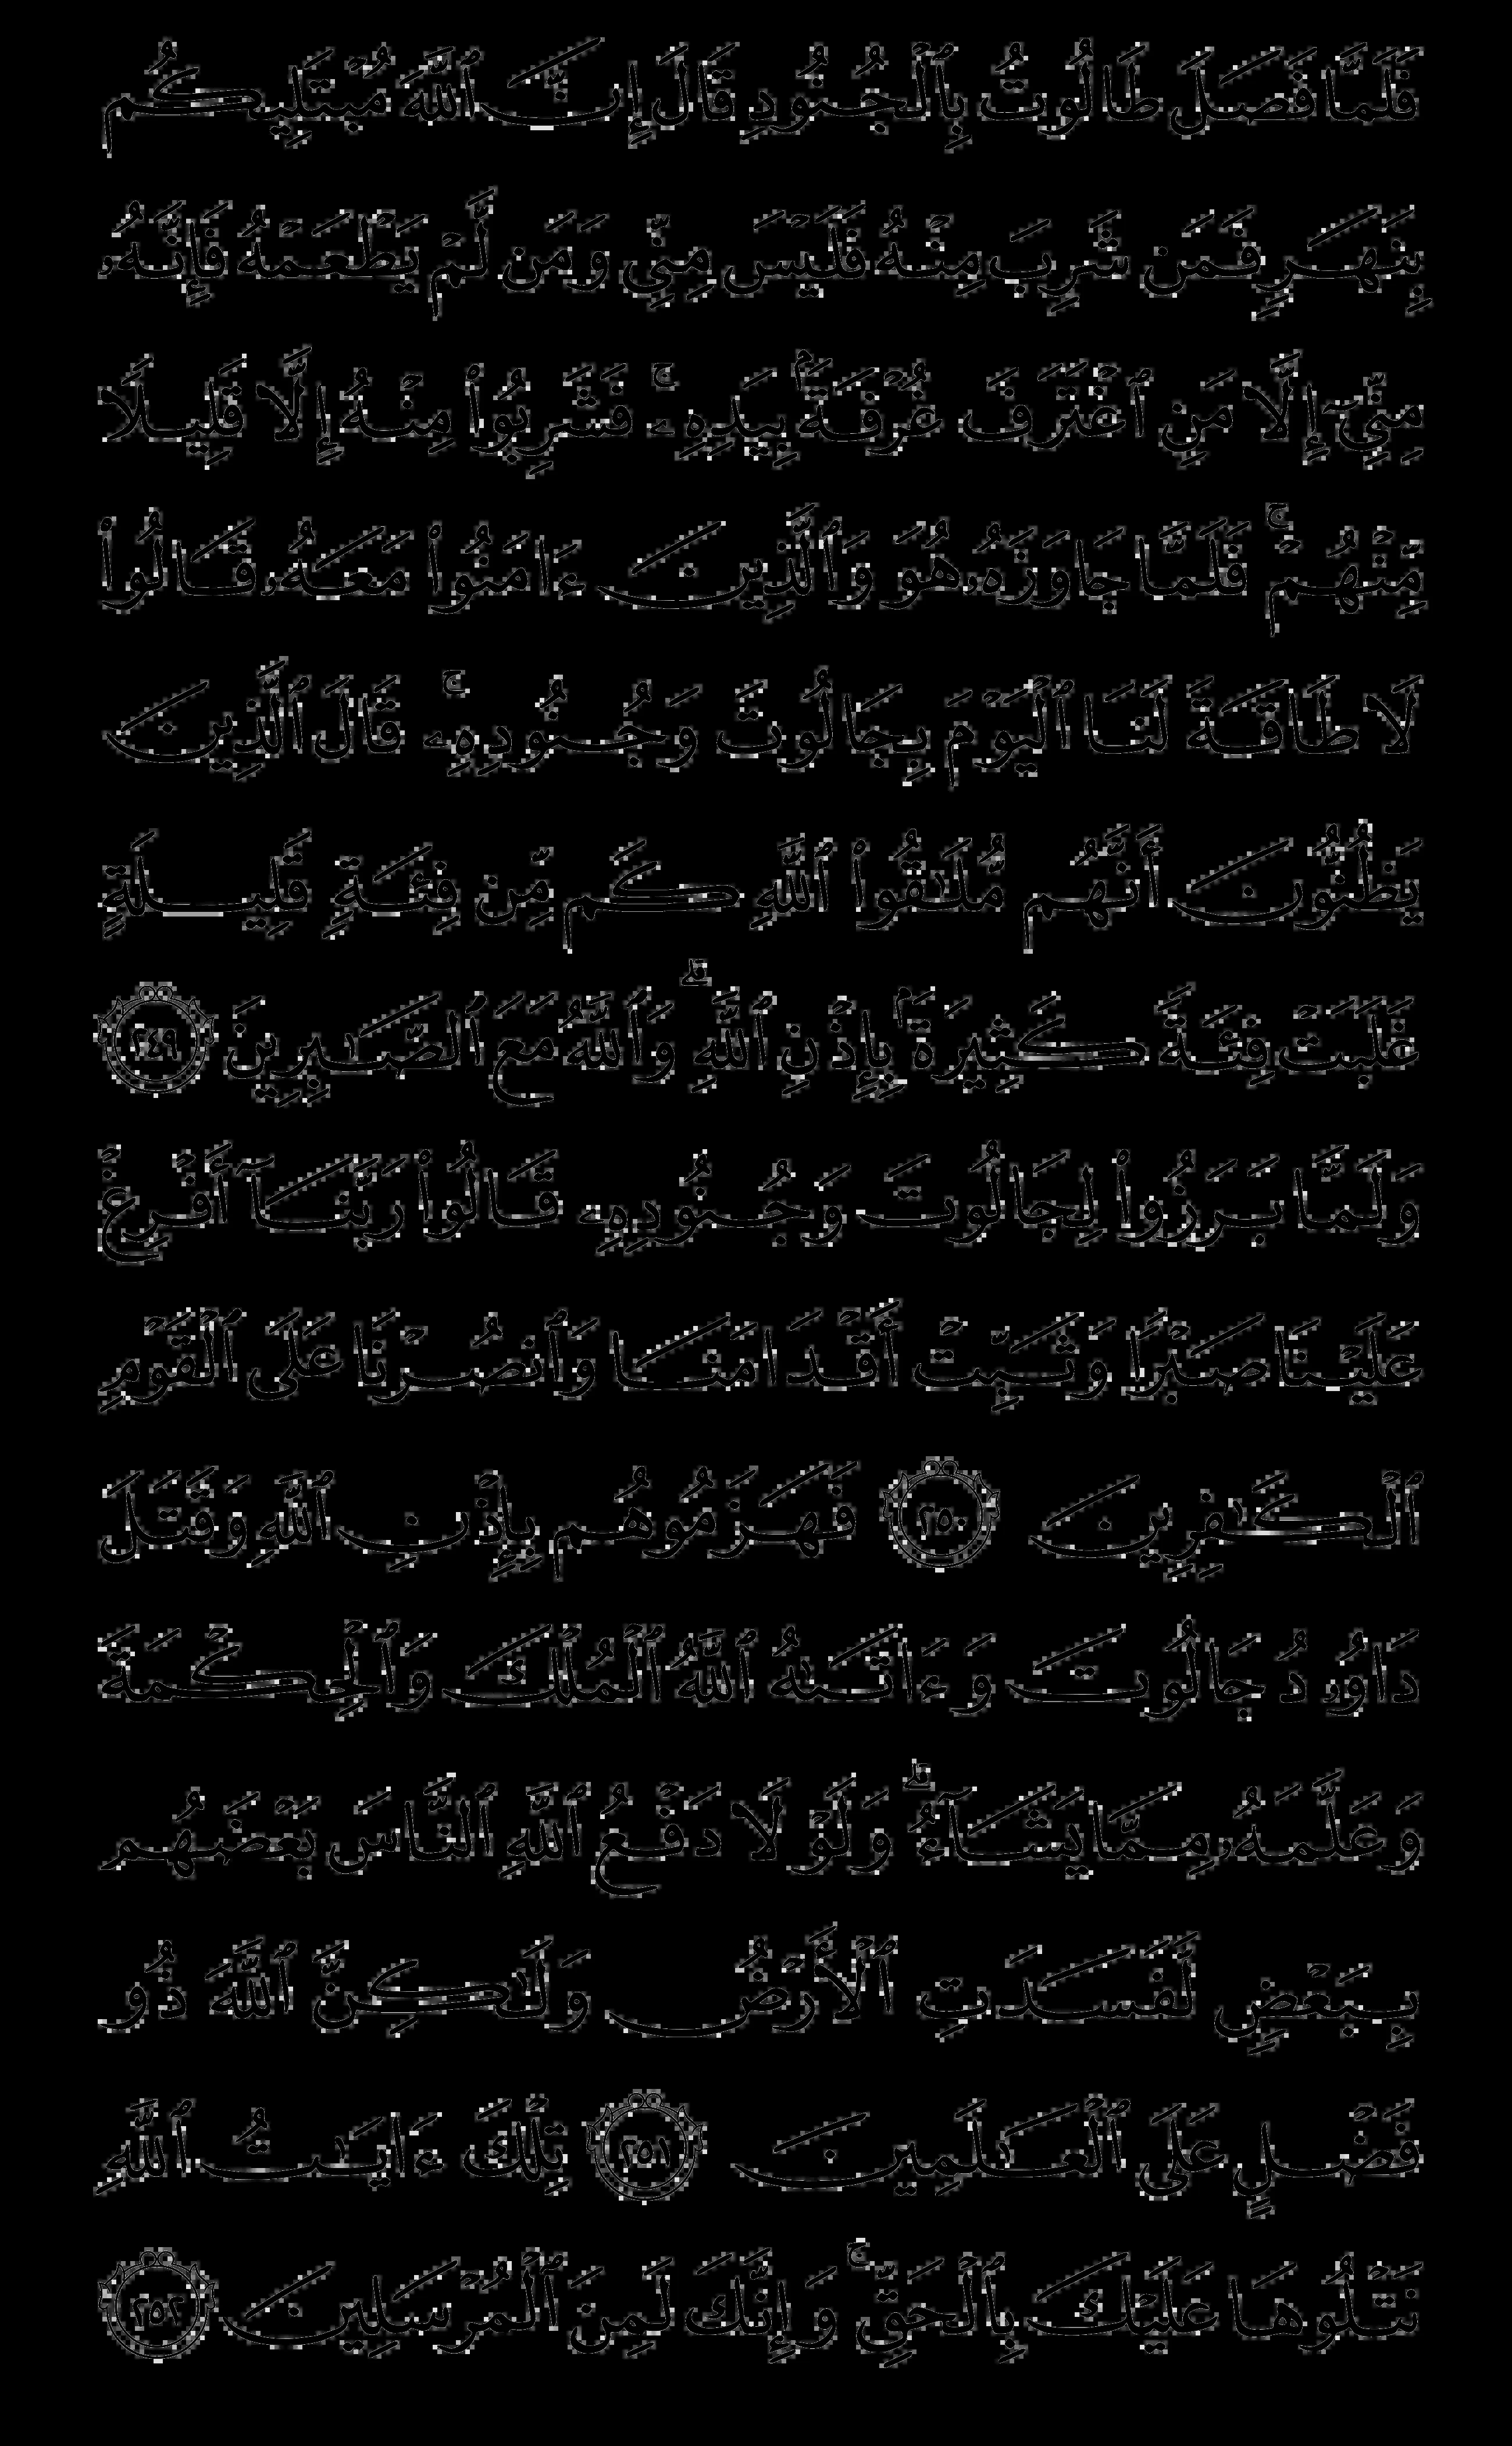 فَلَمَّا فَصَلَ طَالُوتُ بِٱلْجُنُودِ قَالَ إِنَّ ٱللَّهَ مُبْتَلِيكُم
بِنَهَرٍ فَمَن شَرِبَ مِنْهُ فَلَيْسَ مِنِّي وَمَن لَّمْ يَطْعَمْهُ فَإِنَّهُۥ
مِنِّيٓ إِلَّا مَنِ ٱغْتَرَفَ غُرْفَةًۢ بِيَدِهِۦۚ فَشَرِبُوا۟ مِنْهُ إِلَّا قَلِيلًا
مِّنْهُمْۚ فَلَمَّا جَاوَزَهُۥ هُوَ وَٱلَّذِينَ ءَامَنُوا۟ مَعَهُۥ قَالُوا۟
لَا طَاقَةَ لَنَا ٱلْيَوْمَ بِجَالُوتَ وَجُنُودِهِۦۚ قَالَ ٱلَّذِينَ
يَظُنُّونَ أَنَّهُم مُّلَٰقُوا۟ ٱللَّهِ كَم مِّن فِئَةٍ قَلِيلَةٍ
غَلَبَتْ فِئَةً كَثِيرَةًۢ بِإِذْنِ ٱللَّهِۗ وَٱللَّهُ مَعَ ٱلصَّٰبِرِينَ ٢٤٩
وَلَمَّا بَرَزُوا۟ لِجَالُوتَ وَجُنُودِهِۦ قَالُوا۟ رَبَّنَآ أَفْرِغْ
عَلَيْنَا صَبْرًا وَثَبِّتْ أَقْدَامَنَا وَٱنصُرْنَا عَلَى ٱلْقَوْمِ
ٱلْكَٰفِرِينَ ٢٥٠ فَهَزَمُوهُم بِإِذْنِ ٱللَّهِ وَقَتَلَ
دَاوُۥدُ جَالُوتَ وَءَاتَىٰهُ ٱللَّهُ ٱلْمُلْكَ وَٱلْحِكْمَةَ
وَعَلَّمَهُۥ مِمَّا يَشَآءُۗ وَلَوْلَا دَفْعُ ٱللَّهِ ٱلنَّاسَ بَعْضَهُم
بِبَعْضٍ لَّفَسَدَتِ ٱلْأَرْضُ وَلَٰكِنَّ ٱللَّهَ ذُو
فَضْلٍ عَلَى ٱلْعَٰلَمِينَ ٢٥١ تِلْكَ ءَايَٰتُ ٱللَّهِ
نَتْلُوهَا عَلَيْكَ بِٱلْحَقِّۚ وَإِنَّكَ لَمِنَ ٱلْمُرْسَلِينَ ٢٥٢